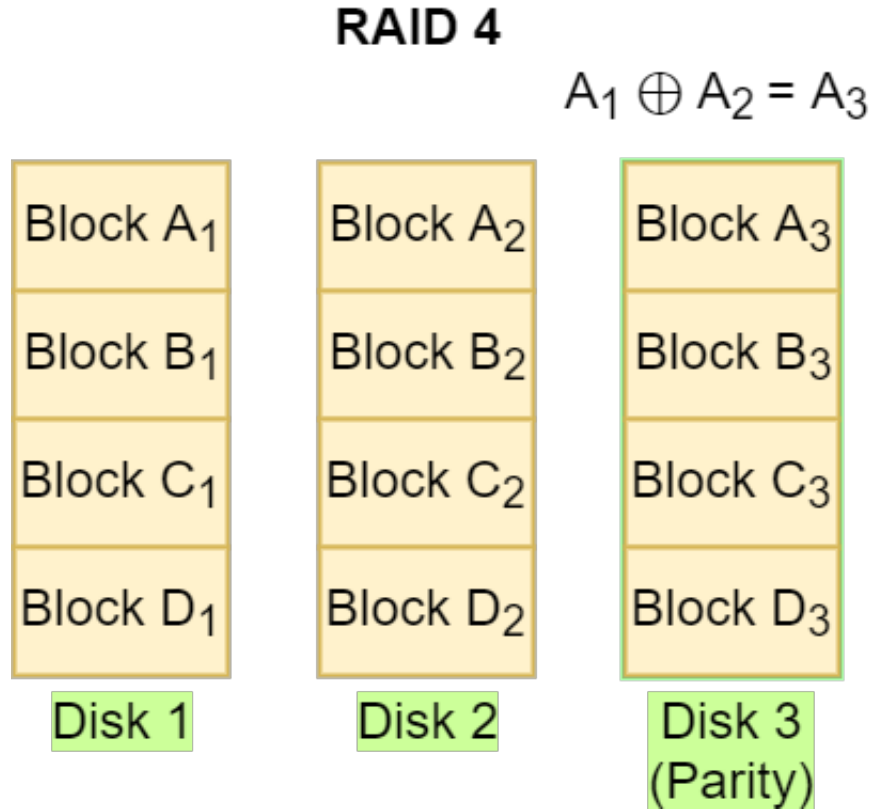 RAID 4
A₁ ⊕ A₂ = A₃
Block A₁ Block A₂ Block A₃
Block B₁ Block B₂ Block B₃
Block C₁ Block C₂ Block C₃
Block D₁ Block D₂ Block D₃
Disk 1 Disk 2 Disk 3
(Parity)